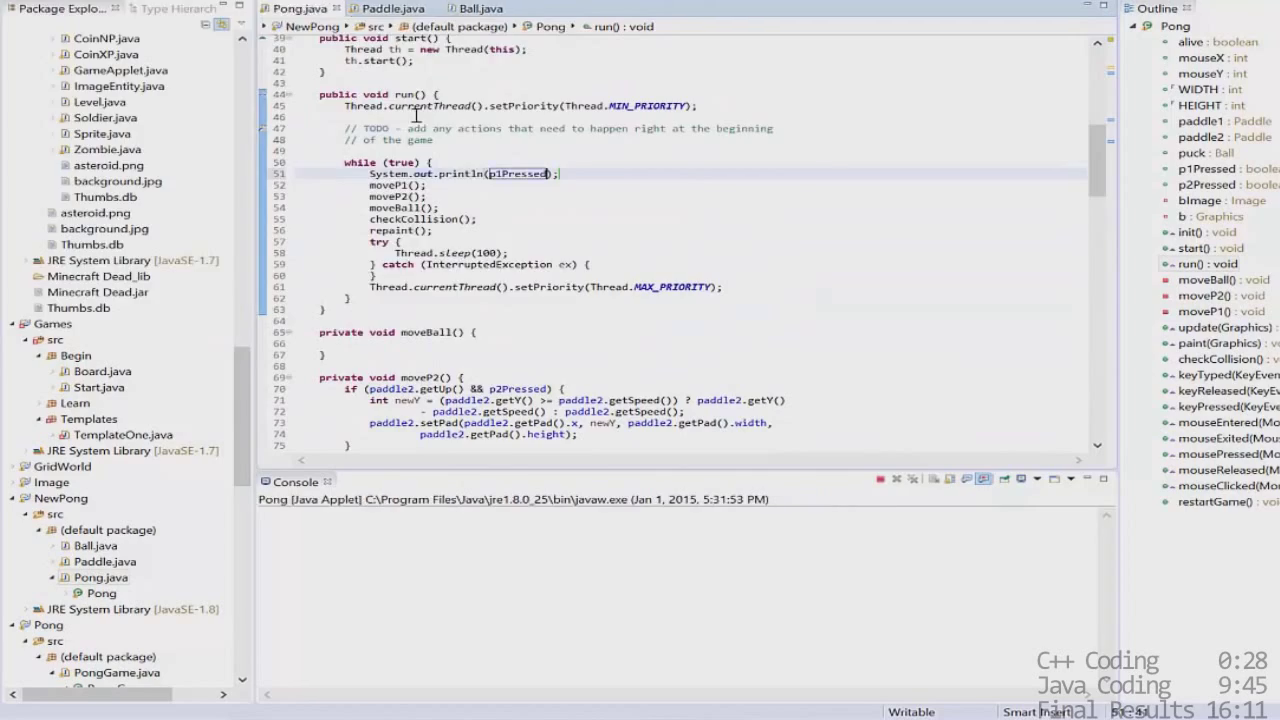 Package Explo...
Type Hierarch
CoinNP.java
CoinXP.java
GameApplet.java
ImageEntity.java
Level.java
Soldier.java
Sprite.java
Zombie.java
asteroid.png
background.jpg
Thumbs.db
asteroid.png
background.jpg
Thumbs.db
JRE System Library [JavaSE-1.7]
Minecraft Dead_lib
Minecraft Dead.jar
Thumbs.db
Games
src
Begin
Board.java
Start.java
Learn
Templates
TemplateOne.java
JRE System Library [JavaSE-1.7]
GridWorld
Image
NewPong
src
(default package)
Ball.java
Paddle.java
Pong.java
Pong
JRE System Library [JavaSE-1.8]
Pong
src
(default package)
PongGame.java
Pong.java
Paddle.java
Ball.java
NewPong
src
(default package)
Pong
run() : void
39 public void start() {
40 Thread th = new Thread(this);
41 th.start();
42 }
43
44 public void run() {
45 Thread.currentThread().setPriority(Thread.MIN_PRIORITY);
46
47 // TODO - add any actions that need to happen right at the beginning
48 // of the game
49
50 while (true) {
51 System.out.println(p1Pressed);
52 moveP1();
53 moveP2();
54 moveBall();
55 checkCollision();
56 repaint();
57 try {
58 Thread.sleep(100);
59 } catch (InterruptedException ex) {
60 }
61 Thread.currentThread().setPriority(Thread.MAX_PRIORITY);
62 }
63 }
64
65 private void moveBall() {
66
67 }
68
69 private void moveP2() {
70 if (paddle2.getUp() && p2Pressed) {
71 int newY = (paddle2.getY() >= paddle2.getSpeed()) ? paddle2.getY()
72 - paddle2.getSpeed() : paddle2.getSpeed();
73 paddle2.setPad(paddle2.getPad().x, newY, paddle2.getPad().width,
74 paddle2.getPad().height);
75 }
Console
Pong [Java Applet] C:\Program Files\Java\jre1.8.0_25\bin\javaw.exe (Jan 1, 2015, 5:31:53 PM)
Outline
Pong
alive : boolean
mouseX : int
mouseY : int
WIDTH : int
HEIGHT : int
paddle1 : Paddle
paddle2 : Paddle
puck : Ball
p1Pressed : boolean
p2Pressed : boolean
bImage : Image
b : Graphics
init() : void
start() : void
run() : void
moveBall() : void
moveP2() : void
moveP1() : void
update(Graphics) :
paint(Graphics) : void
checkCollision() : void
keyTyped(KeyEvent
keyReleased(KeyEvent
keyPressed(KeyEvent
mouseEntered(Mou
mouseExited(Mouse
mousePressed(Mo
mouseReleased(Mo
mouseClicked(Mou
restartGame() : void
C++ Coding 0:28
Java Coding 9:45
Final Results 16:11
Writable
Smart Insert